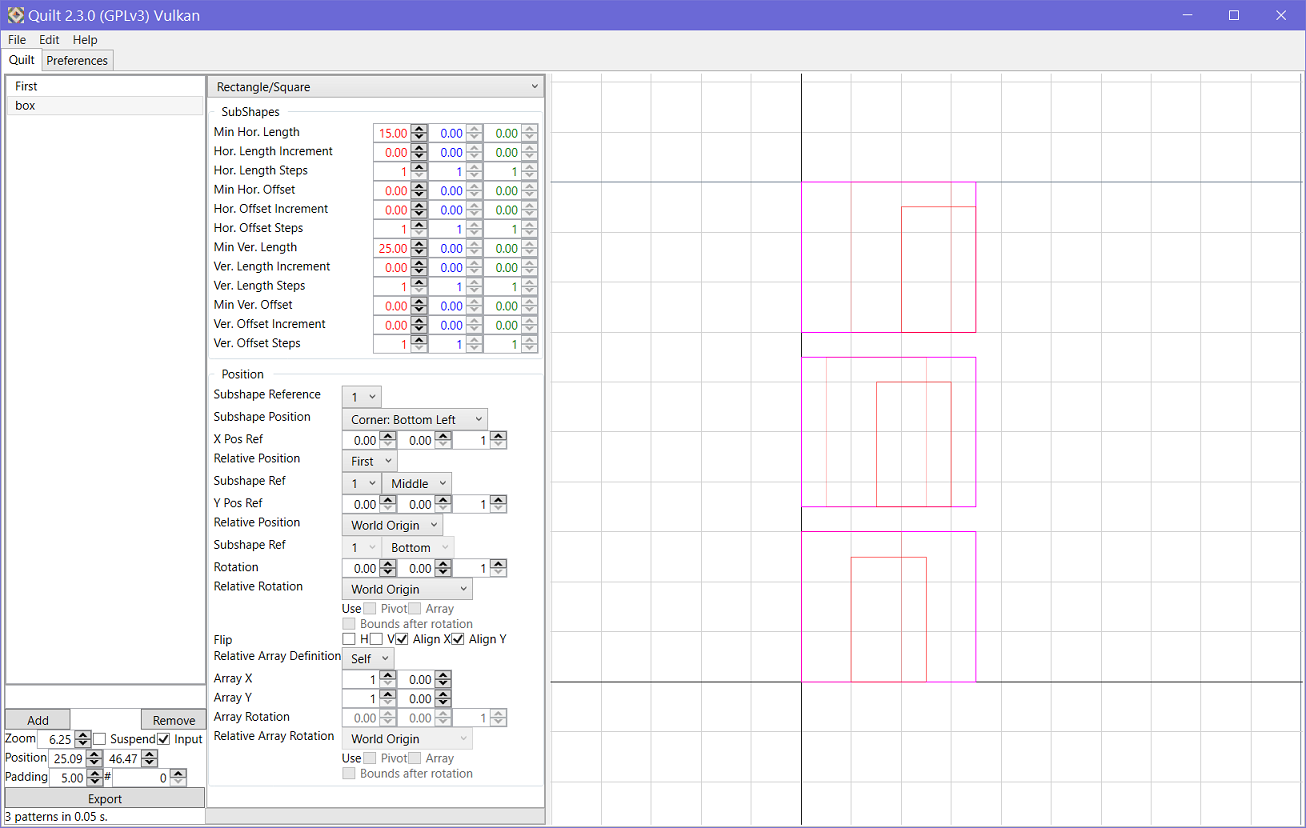 Quilt 2.3.0 (GPLv3) Vulkan
File Edit Help
Quilt Preferences
First
box
Rectangle/Square
SubShapes
Min Hor. Length 15.00 0.00 0.00
Hor. Length Increment 0.00 0.00 0.00
Hor. Length Steps 1 1 1
Min Hor. Offset 0.00 0.00 0.00
Hor. Offset Increment 0.00 0.00 0.00
Hor. Offset Steps 1 1 1
Min Ver. Length 25.00 0.00 0.00
Ver. Length Increment 0.00 0.00 0.00
Ver. Length Steps 1 1 1
Min Ver. Offset 0.00 0.00 0.00
Ver. Offset Increment 0.00 0.00 0.00
Ver. Offset Steps 1 1 1
Position
Subshape Reference 1
Subshape Position Corner: Bottom Left
X Pos Ref 0.00 0.00 1
Relative Position First
Subshape Ref 1 Middle
Y Pos Ref 0.00 0.00 1
Relative Position World Origin
Subshape Ref 1 Bottom
Rotation 0.00 0.00 1
Relative Rotation World Origin
Use Pivot Array
Bounds after rotation
Flip H V Align X Align Y
Relative Array Definition Self
Array X 1 0.00
Array Y 1 0.00
Array Rotation 0.00 0.00 1
Relative Array Rotation World Origin
Use Pivot Array
Bounds after rotation
Add Remove
Zoom 6.25 Suspend Input
Position 25.09 46.47
Padding 5.00 # 0
Export
3 patterns in 0.05 s.